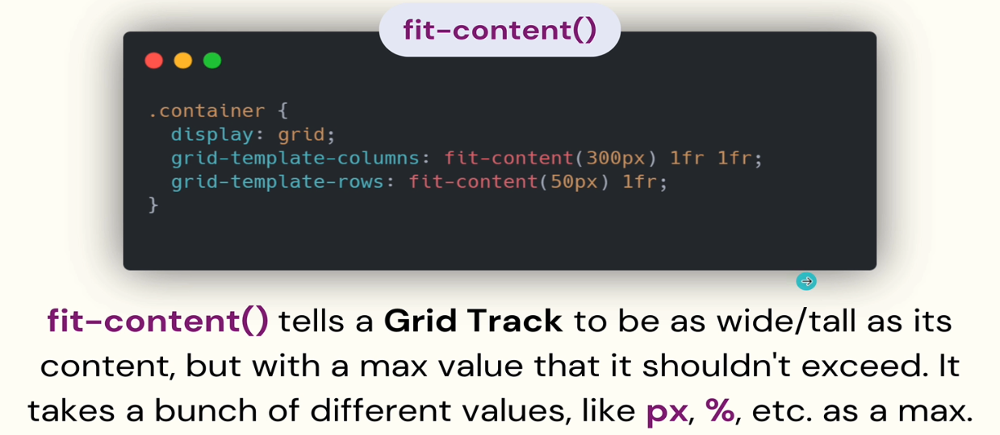 fit-content()
.container {
  display: grid;
  grid-template-columns: fit-content(300px) 1fr 1fr;
  grid-template-rows: fit-content(50px) 1fr;
}
fit-content() tells a Grid Track to be as wide/tall as its
content, but with a max value that it shouldn't exceed. It
takes a bunch of different values, like px, %, etc. as a max.